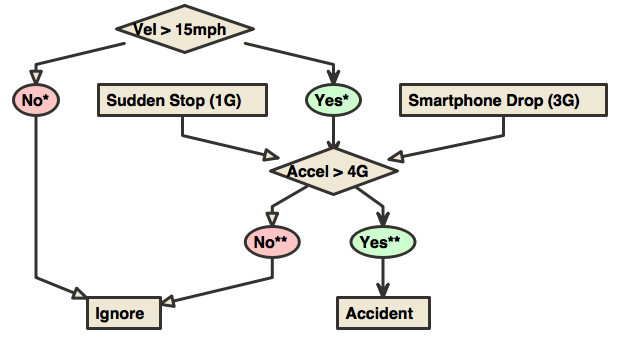 Vel > 15mph
No*
Sudden Stop (1G)
Yes*
Smartphone Drop (3G)
Accel > 4G
No**
Yes**
Ignore
Accident